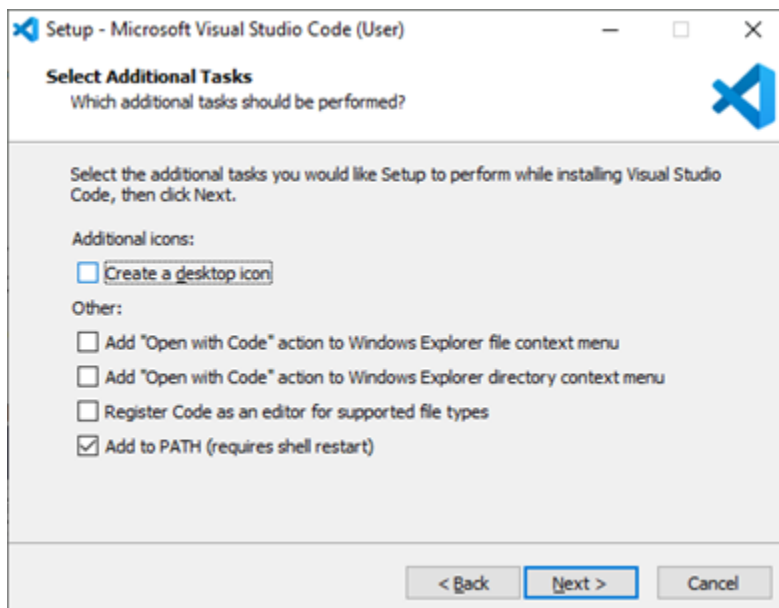 Setup - Microsoft Visual Studio Code (User)
Select Additional Tasks
Which additional tasks should be performed?
Select the additional tasks you would like Setup to perform while installing Visual Studio
Code, then click Next.
Additional icons:
Create a desktop icon
Other:
Add "Open with Code" action to Windows Explorer file context menu
Add "Open with Code" action to Windows Explorer directory context menu
Register Code as an editor for supported file types
Add to PATH (requires shell restart)
< Back Next > Cancel